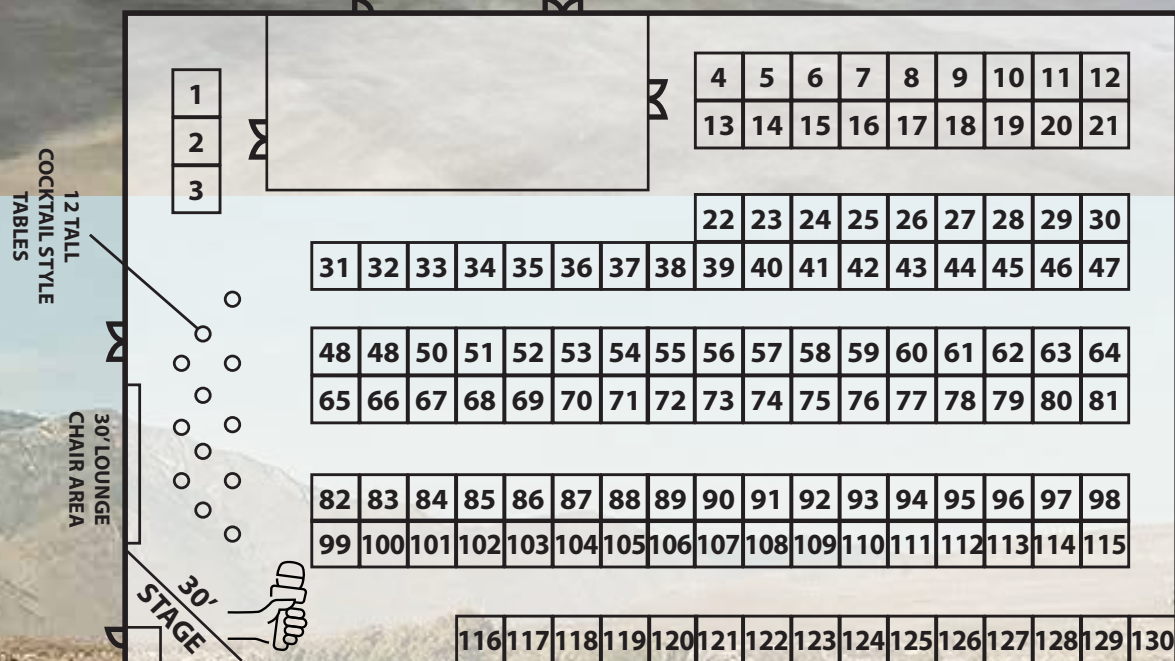 1
2
3
4 5 6 7 8 9 10 11 12
13 14 15 16 17 18 19 20 21
22 23 24 25 26 27 28 29 30
31 32 33 34 35 36 37 38 39 40 41 42 43 44 45 46 47
48 48 50 51 52 53 54 55 56 57 58 59 60 61 62 63 64
65 66 67 68 69 70 71 72 73 74 75 76 77 78 79 80 81
82 83 84 85 86 87 88 89 90 91 92 93 94 95 96 97 98
99 100 101 102 103 104 105 106 107 108 109 110 111 112 113 114 115
116 117 118 119 120 121 122 123 124 125 126 127 128 129 130
12 TALL
COCKTAIL STYLE
TABLES
30’ LOUNGE
CHAIR AREA
30’
STAGE